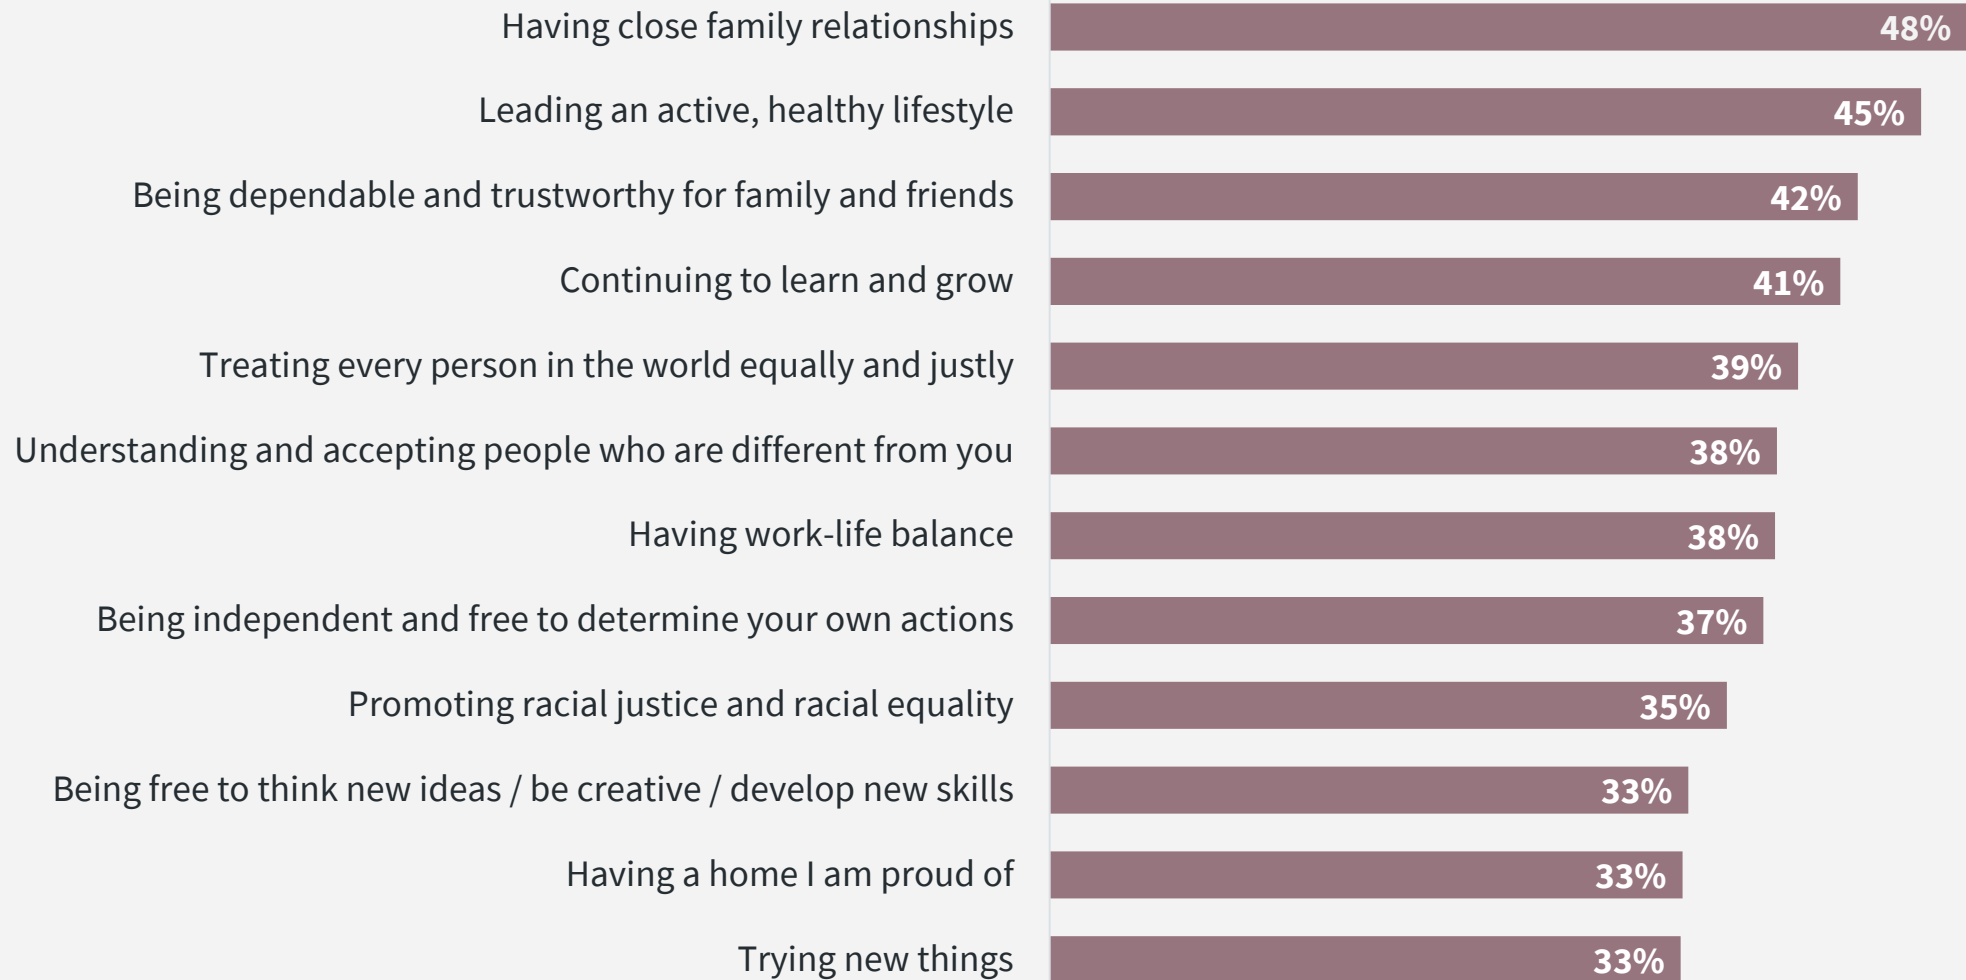 Having close family relationships 48%
Leading an active, healthy lifestyle 45%
Being dependable and trustworthy for family and friends 42%
Continuing to learn and grow 41%
Treating every person in the world equally and justly 39%
Understanding and accepting people who are different from you 38%
Having work-life balance 38%
Being independent and free to determine your own actions 37%
Promoting racial justice and racial equality 35%
Being free to think new ideas / be creative / develop new skills 33%
Having a home I am proud of 33%
Trying new things 33%